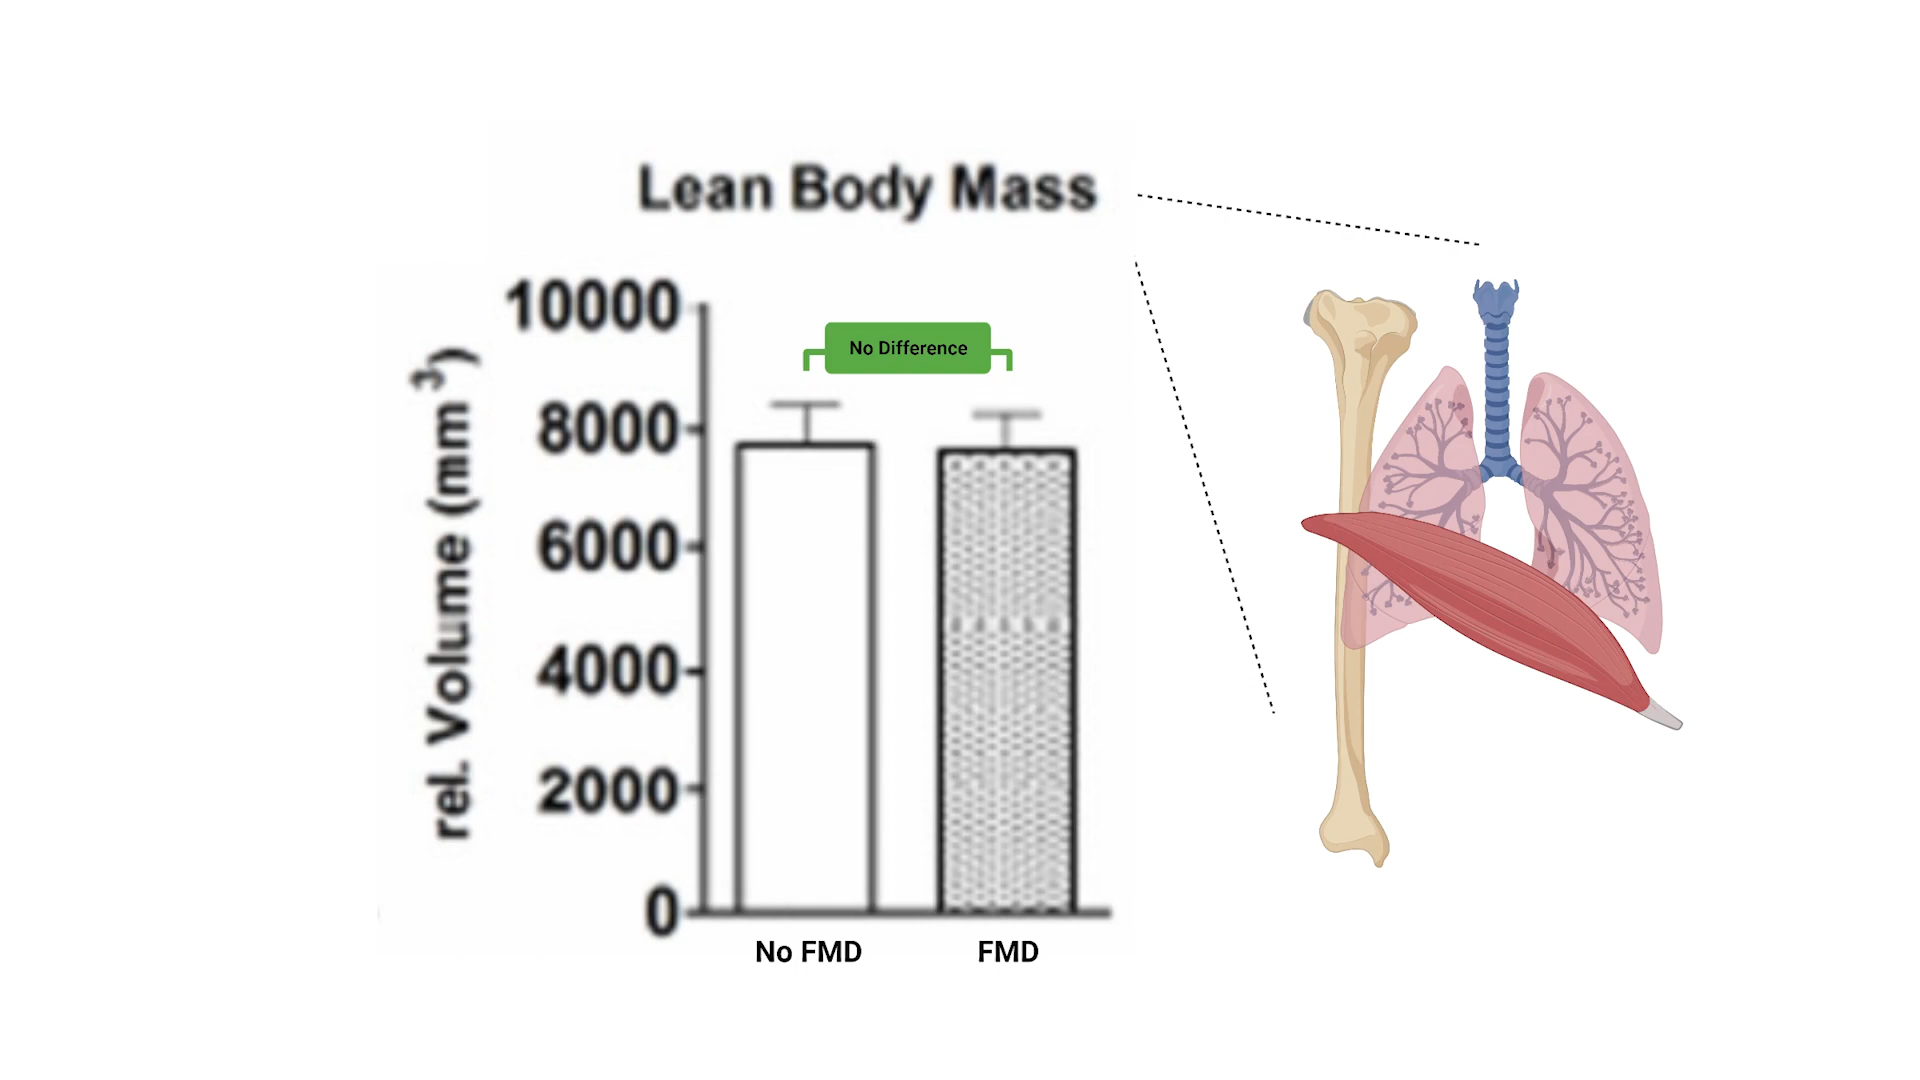 Lean Body Mass
rel. Volume (mm³)
10000
8000
6000
4000
2000
0
No Difference
No FMD
FMD